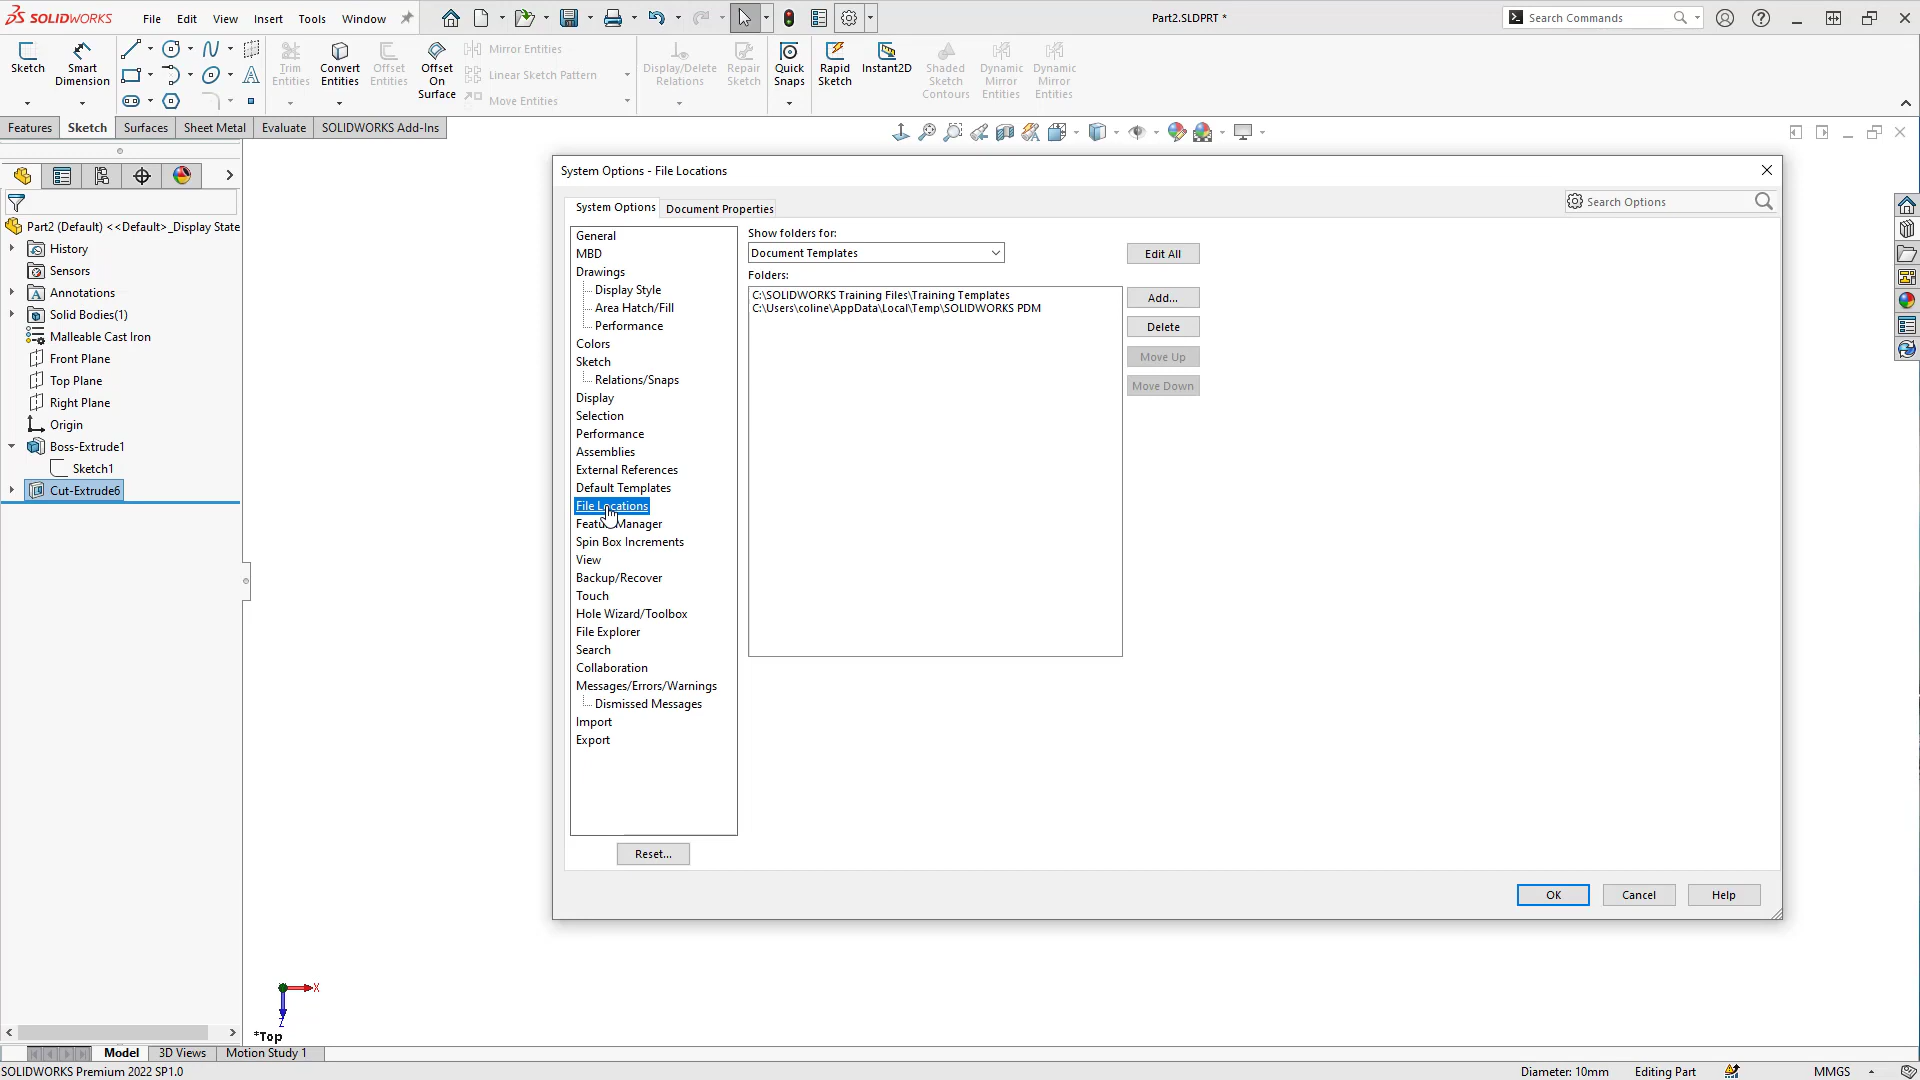 SOLIDWORKS
File
Edit
View
Insert
Tools
Window
Part2.SLDPRT *
Search Commands
Sketch
Smart Dimension
Trim Entities
Convert Entities
Offset Entities
Offset On Surface
Mirror Entities
Linear Sketch Pattern
Move Entities
Display/Delete Relations
Repair Sketch
Quick Snaps
Rapid Sketch
Instant2D
Shaded Sketch Contours
Dynamic Mirror Entities
Dynamic Mirror Entities
Features
Sketch
Surfaces
Sheet Metal
Evaluate
SOLIDWORKS Add-Ins
Part2 (Default) <<Default>_Display State
History
Sensors
Annotations
Solid Bodies(1)
Malleable Cast Iron
Front Plane
Top Plane
Right Plane
Origin
Boss-Extrude1
Sketch1
Cut-Extrude6
System Options - File Locations
System Options
Document Properties
Search Options
General
MBD
Drawings
Display Style
Area Hatch/Fill
Performance
Colors
Sketch
Relations/Snaps
Display
Selection
Performance
Assemblies
External References
Default Templates
File Locations
FeatureManager
Spin Box Increments
View
Backup/Recover
Touch
Hole Wizard/Toolbox
File Explorer
Search
Collaboration
Messages/Errors/Warnings
Dismissed Messages
Import
Export
Reset...
Show folders for:
Document Templates
Folders:
C:\SOLIDWORKS Training Files\Training Templates
C:\Users\coline\AppData\Local\Temp\SOLIDWORKS PDM
Edit All
Add...
Delete
Move Up
Move Down
OK
Cancel
Help
X
Z
*Top
Model
3D Views
Motion Study 1
SOLIDWORKS Premium 2022 SP1.0
Diameter: 10mm
Editing Part
MMGS